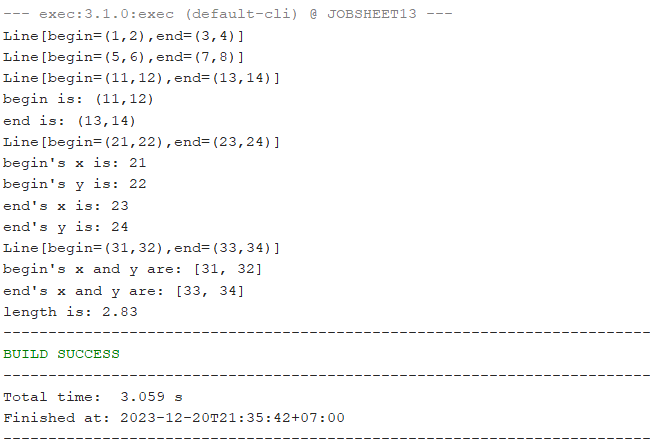 --- exec:3.1.0:exec (default-cli) @ JOBSHEET13 ---
Line[begin=(1,2),end=(3,4)]
Line[begin=(5,6),end=(7,8)]
Line[begin=(11,12),end=(13,14)]
begin is: (11,12)
end is: (13,14)
Line[begin=(21,22),end=(23,24)]
begin's x is: 21
begin's y is: 22
end's x is: 23
end's y is: 24
Line[begin=(31,32),end=(33,34)]
begin's x and y are: [31, 32]
end's x and y are: [33, 34]
length is: 2.83
------------------------------------------------------------------------
BUILD SUCCESS
------------------------------------------------------------------------
Total time:  3.059 s
Finished at: 2023-12-20T21:35:42+07:00
------------------------------------------------------------------------